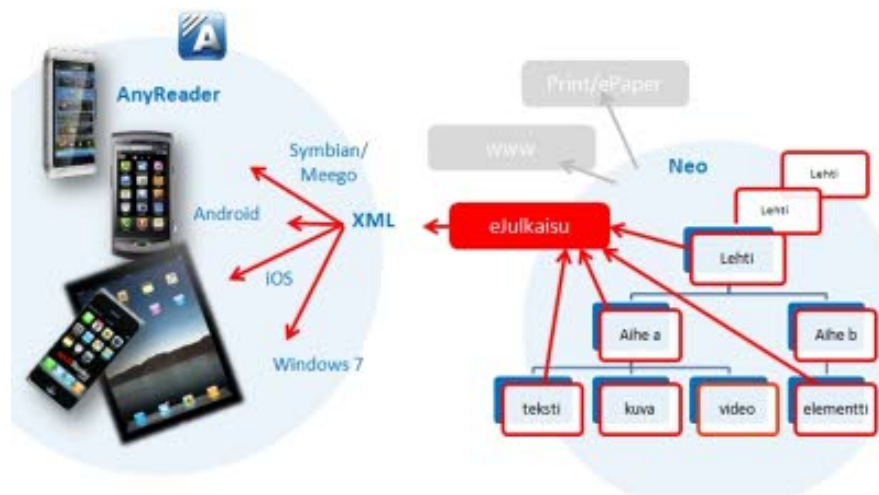 A
AnyReader
Symbian/
Meego
Android
iOS
Windows 7
XML
Print/ePaper
www
eJulkaisu
Neo
Lehti
Lehti
Lehti
Aihe a
Aihe b
teksti
kuva
video
elementti